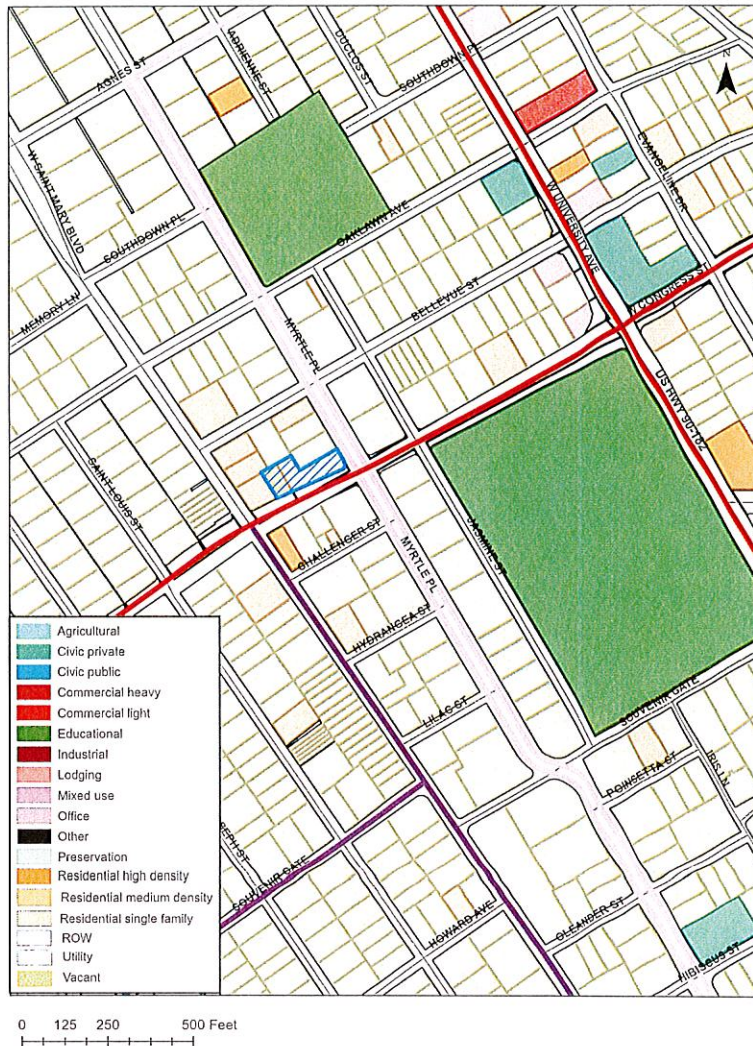 AGNES ST
ADRIENNE ST
DUCLOS ST
SOUTHDOWN PL
N
W SAINT MARY BLVD
SOUTHDOWN PL
OAKLAWN AVE
EVANGELINE DR
W UNIVERSITY AVE
MEMORY LN
BELLEVUE ST
W CONGRESS ST
MYRTLE PL
US HWY 90-182
SAINT LOUIS ST
CHALLENGER ST
JASMINE ST
MYRTLE PL
HYDRANGEA ST
LILAC ST
SOUVENIR GATE
POINSETTA ST
IRIS LN
SOUVENIR GATE
HOWARD AVE
OLEANDER ST
HIBISCUS ST
Agricultural
Civic private
Civic public
Commercial heavy
Commercial light
Educational
Industrial
Lodging
Mixed use
Office
Other
Preservation
Residential high density
Residential medium density
Residential single family
ROW
Utility
Vacant
0 125 250 500 Feet